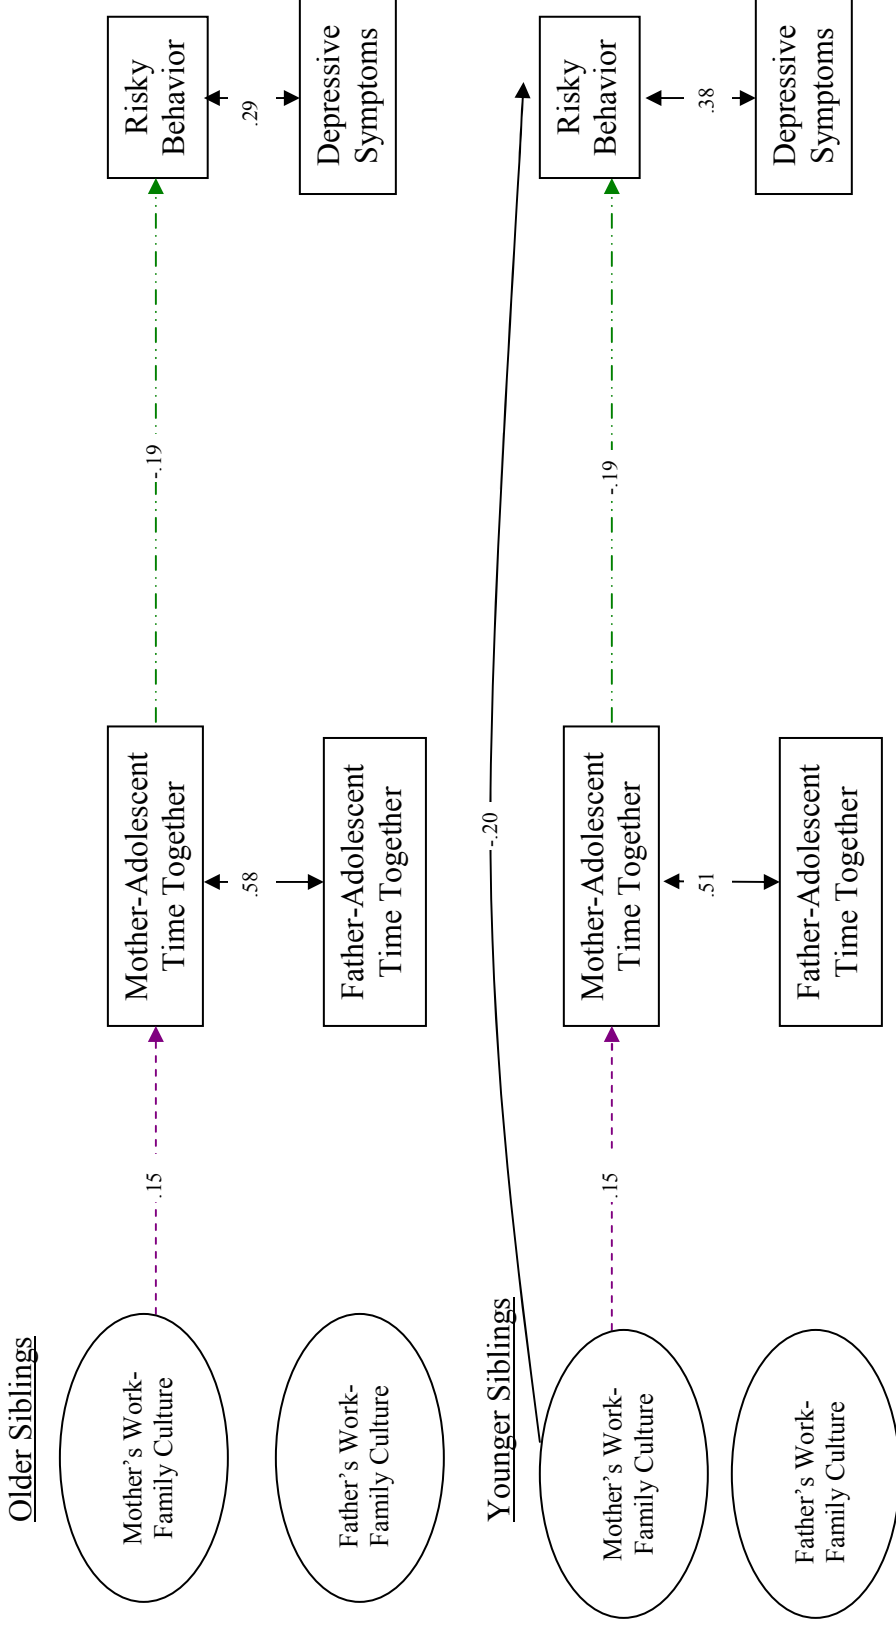 Older Siblings
Mother's Work-
Family Culture
.15
Mother-Adolescent
Time Together
-.19
Risky
Behavior
.58
.29
Father's Work-
Family Culture
Father-Adolescent
Time Together
Depressive
Symptoms
Younger Siblings
-.20
Mother's Work-
Family Culture
.15
Mother-Adolescent
Time Together
-.19
Risky
Behavior
.51
.38
Father's Work-
Family Culture
Father-Adolescent
Time Together
Depressive
Symptoms